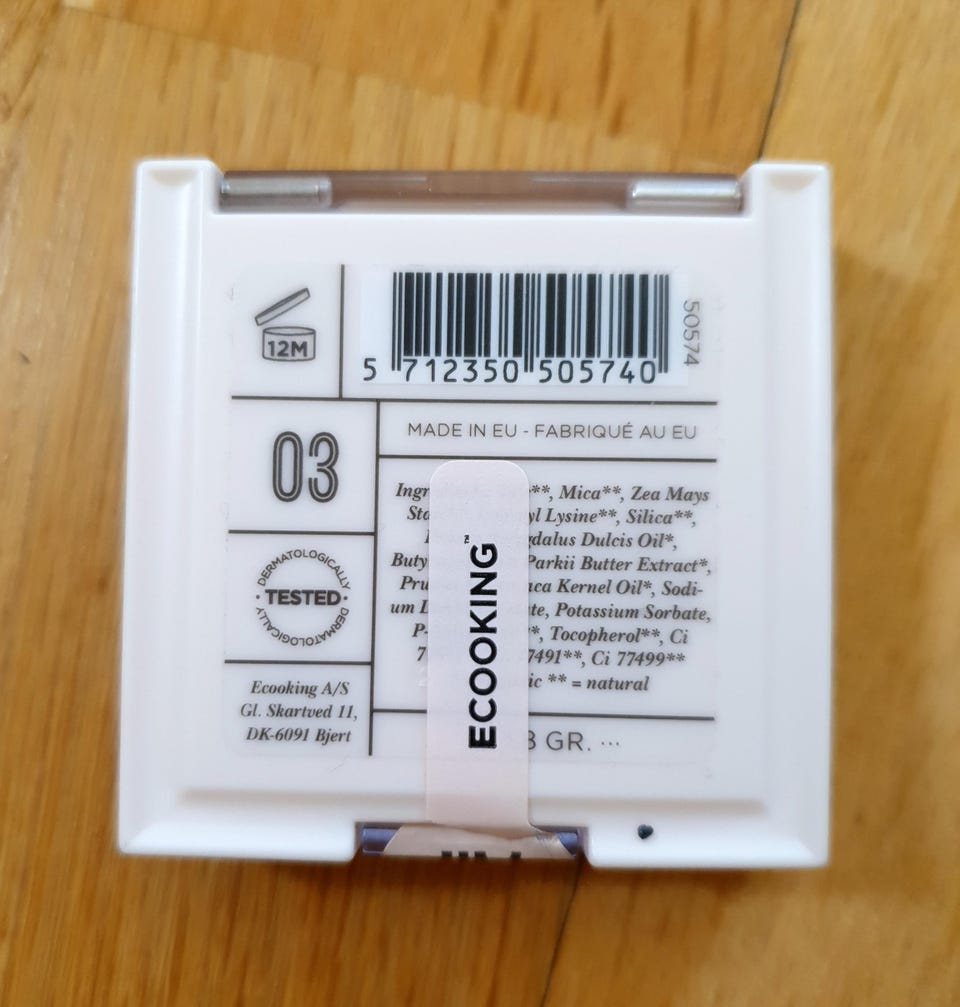 12M
5 712350 505740
50574
03
MADE IN EU - FABRIQUÉ AU EU
DERMATOLOGICALLY
TESTED
DERMATOLOGICALLY
**, Mica**, Zea Mays
Lysine**, Silica**,
Dulcis Oil*,
Parkii Butter Extract*,
Kernel Oil*, Sodi-
um Potassium Sorbate,
Tocopherol**, Ci
Ci 77499**
** = natural
GR. ...
ECOOKING™
Ecooking A/S
Gl. Skartved 11,
DK-6091 Bjert